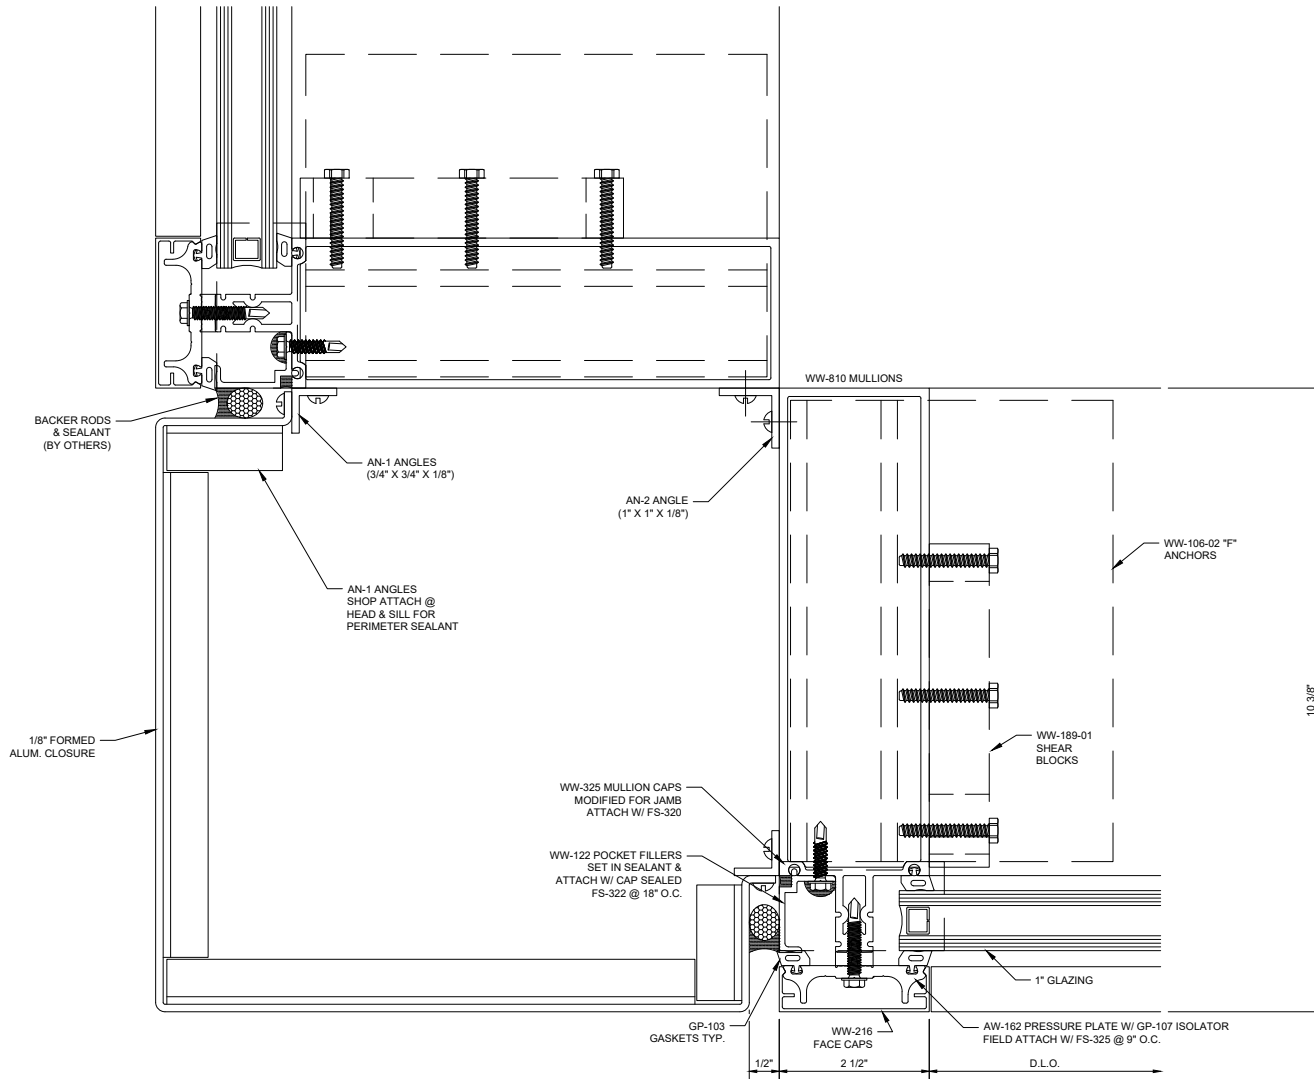 WW-810 MULLIONS
BACKER RODS
& SEALANT
(BY OTHERS)
AN-1 ANGLES
(3/4" X 3/4" X 1/8")
AN-2 ANGLE
(1" X 1" X 1/8")
WW-106-02 "F"
ANCHORS
AN-1 ANGLES
SHOP ATTACH @
HEAD & SILL FOR
PERIMETER SEALANT
10 3/8"
1/8" FORMED
ALUM. CLOSURE
WW-189-01
SHEAR
BLOCKS
WW-325 MULLION CAPS
MODIFIED FOR JAMB
ATTACH W/ FS-320
WW-122 POCKET FILLERS
SET IN SEALANT &
ATTACH W/ CAP SEALED
FS-322 @ 18" O.C.
1" GLAZING
GP-103
GASKETS TYP.
WW-216
FACE CAPS
AW-162 PRESSURE PLATE W/ GP-107 ISOLATOR
FIELD ATTACH W/ FS-325 @ 9" O.C.
1/2"
2 1/2"
D.L.O.